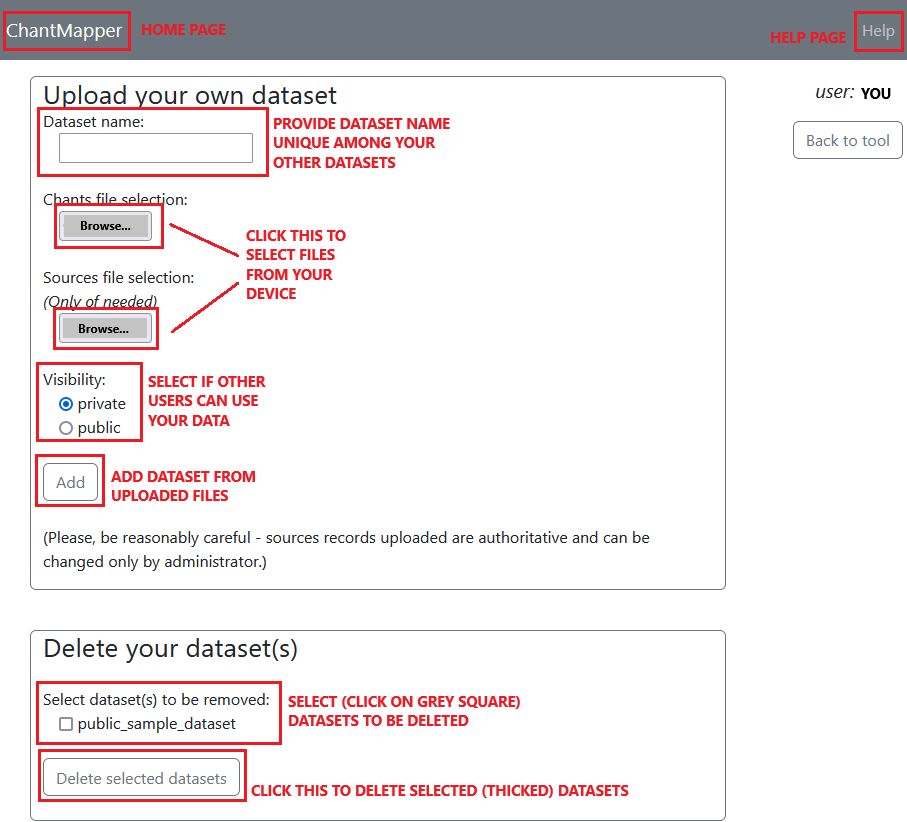 ChantMapper
HOME PAGE
HELP PAGE
Help
Upload your own dataset
user: YOU
Back to tool
Dataset name:
PROVIDE DATASET NAME
UNIQUE AMONG YOUR
OTHER DATASETS
Chants file selection:
Browse...
CLICK THIS TO
SELECT FILES
FROM YOUR
DEVICE
Sources file selection:
(Only of needed)
Browse...
Visibility:
private
public
SELECT IF OTHER
USERS CAN USE
YOUR DATA
Add
ADD DATASET FROM
UPLOADED FILES
(Please, be reasonably careful - sources records uploaded are authoritative and can be
changed only by administrator.)
Delete your dataset(s)
Select dataset(s) to be removed:
public_sample_dataset
SELECT (CLICK ON GREY SQUARE)
DATASETS TO BE DELETED
Delete selected datasets
CLICK THIS TO DELETE SELECTED (THICKED) DATASETS